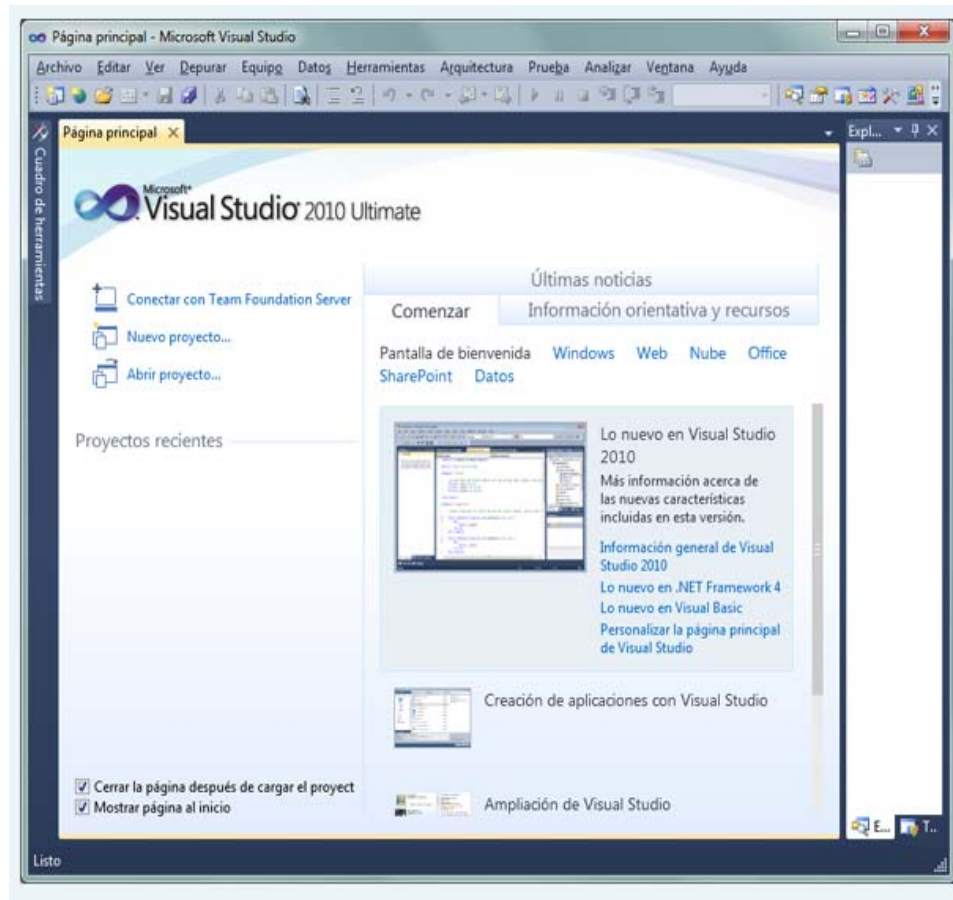 Página principal - Microsoft Visual Studio
Archivo Editar Ver Depurar Equipo Datos Herramientas Arquitectura Prueba Analizar Ventana Ayuda
Cuadro de herramientas
Página principal
Expl...
Microsoft®
Visual Studio 2010 Ultimate
Conectar con Team Foundation Server
Nuevo proyecto...
Abrir proyecto...
Proyectos recientes
Cerrar la página después de cargar el proyect
Mostrar página al inicio
Últimas noticias
Comenzar
Información orientativa y recursos
Pantalla de bienvenida Windows Web Nube Office
SharePoint Datos
Lo nuevo en Visual Studio
2010
Más información acerca de
las nuevas características
incluidas en esta versión.
Información general de Visual
Studio 2010
Lo nuevo en .NET Framework 4
Lo nuevo en Visual Basic
Personalizar la página principal
de Visual Studio
Creación de aplicaciones con Visual Studio
Ampliación de Visual Studio
E... T..
Listo